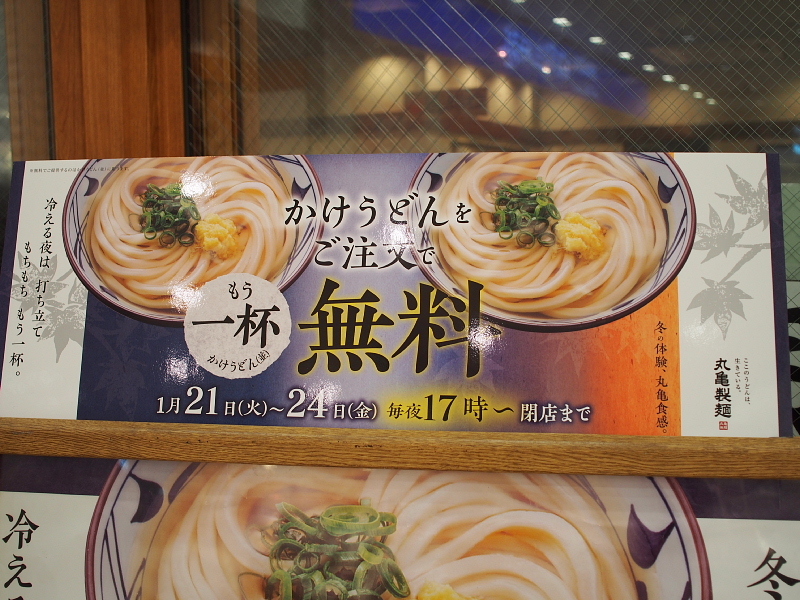 冷える夜は 打ち立て
もちもち もう一杯。
かけうどんを
ご注文で
もう
一杯
かけうどん(並)
無料
1月21日(火)～24日(金) 毎夜17時～閉店まで
冬の体験、丸亀食感。
ここのうどんは、
生きている。
丸亀製麺
冷える
冬